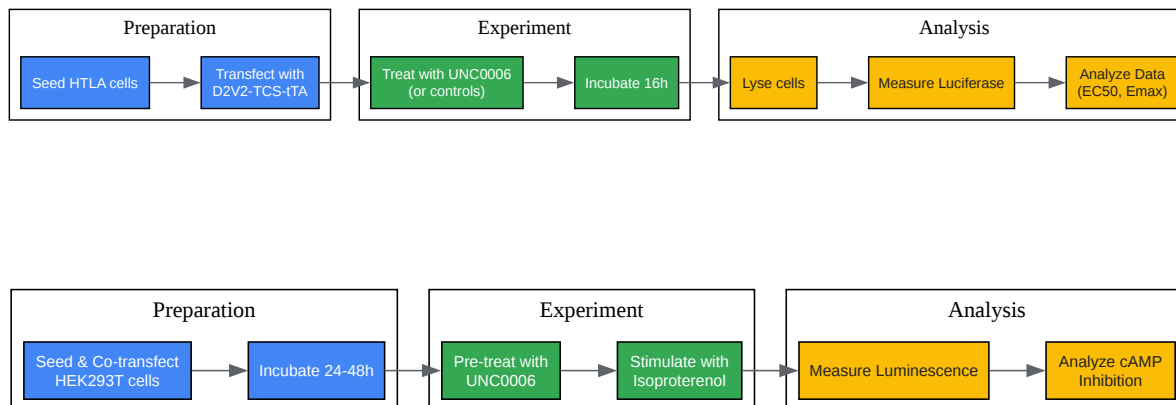 Preparation
Seed HTLA cells
Transfect with
D2V2-TCS-tTA
Experiment
Treat with UNC0006
(or controls)
Incubate 16h
Analysis
Lyse cells
Measure Luciferase
Analyze Data
(EC50, Emax)
Preparation
Seed & Co-transfect
HEK293T cells
Incubate 24-48h
Experiment
Pre-treat with
UNC0006
Stimulate with
Isoproterenol
Analysis
Measure Luminescence
Analyze cAMP
Inhibition